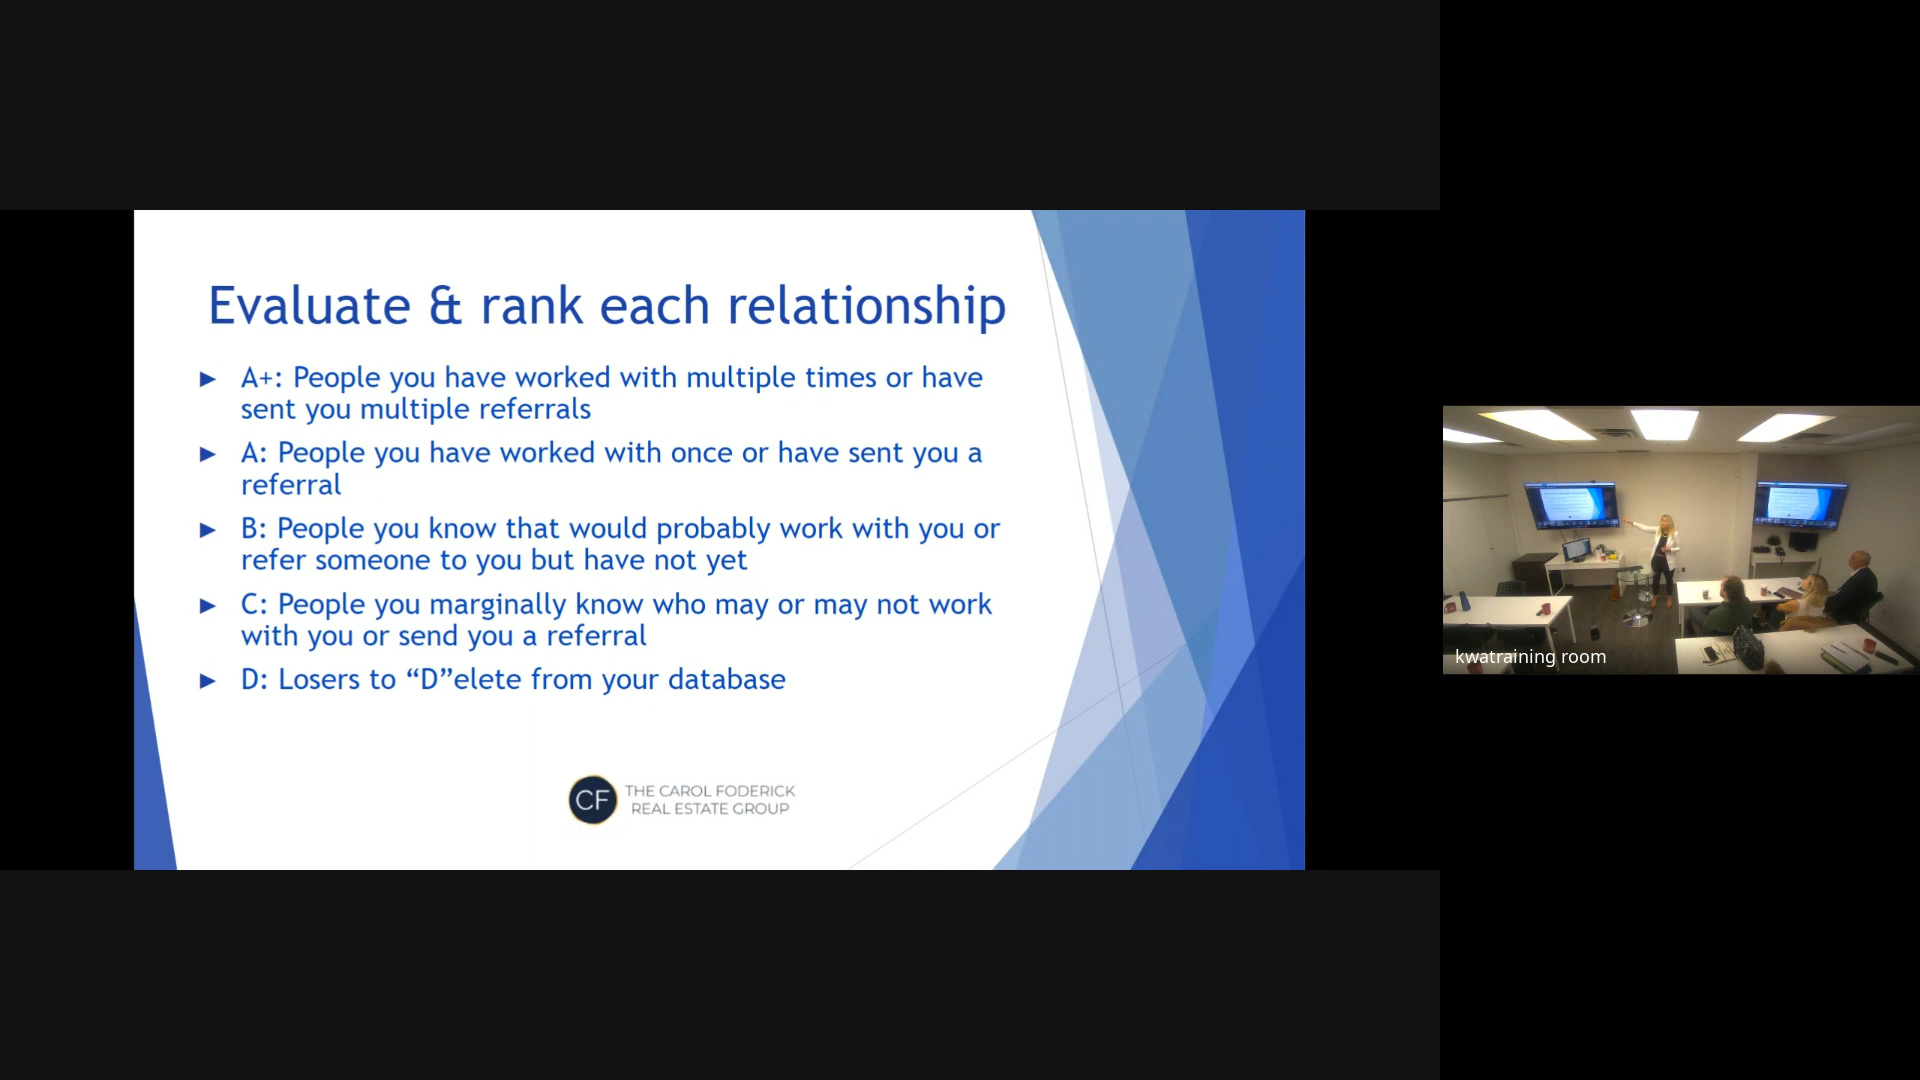 Evaluate & rank each relationship
► A+: People you have worked with multiple times or have
sent you multiple referrals
► A: People you have worked with once or have sent you a
referral
► B: People you know that would probably work with you or
refer someone to you but have not yet
► C: People you marginally know who may or may not work
with you or send you a referral
► D: Losers to “D”elete from your database
CF
THE CAROL FODERICK
REAL ESTATE GROUP
kwatraining room